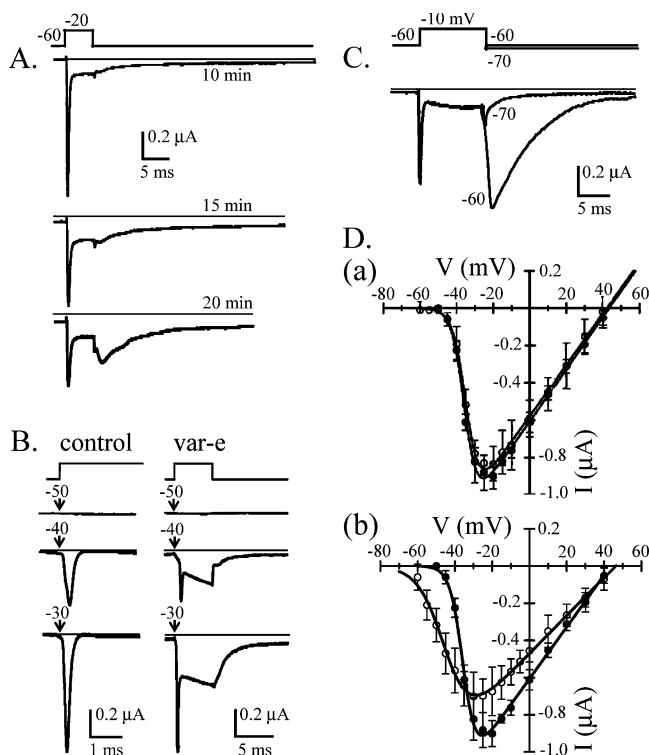 A.
-60 -20
10 min
0.2 µA
5 ms
15 min
20 min
B.
control var-e
-50 -50
-40 -40
-30 -30
0.2 µA 0.2 µA
1 ms 5 ms
C.
-60 -10 mV -60
-70
-70
-60
0.2 µA
5 ms
D.
(a)
V (mV)
-80 -60 -40 -20 0 20 40 60
0.2
-0.4
-0.6
-0.8
-1.0
I (µA)
(b)
V (mV)
-80 -60 -40 -20 0 20 40 60
0.2
-0.2
-0.4
-0.6
-0.8
-1.0
I (µA)